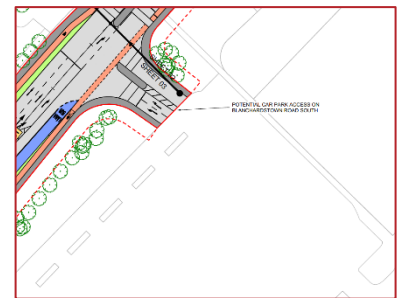 SHEET 03
POTENTIAL CAR PARK ACCESS ON
BLANCHARDSTOWN ROAD SOUTH